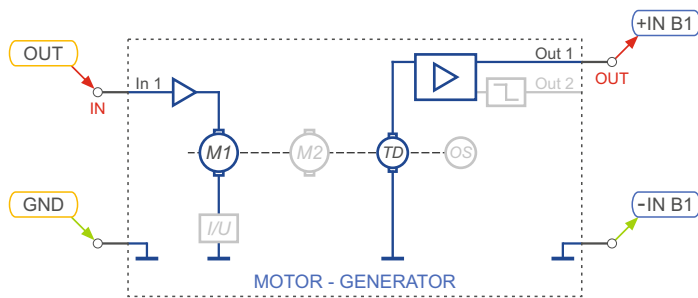 +IN B1
OUT
Out 1
In 1
OUT
Out 2
IN
M1
M2
TD
OS
GND
-IN B1
I/U
MOTOR - GENERATOR